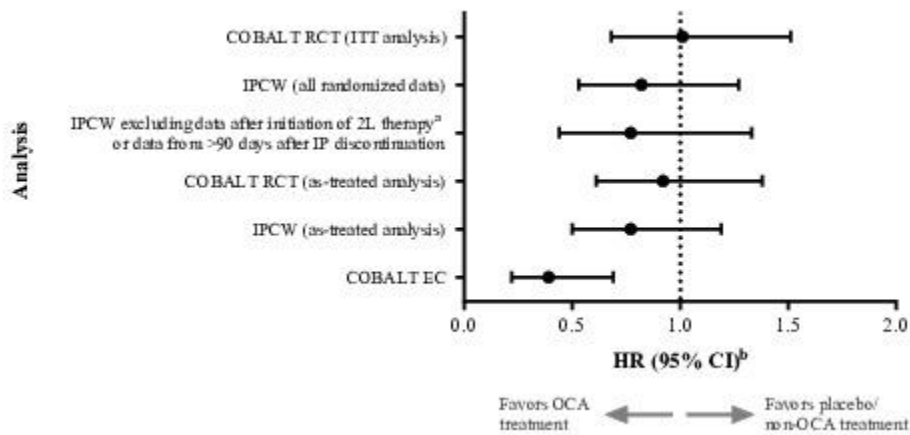 COBALT RCT (ITT analysis)
IPCW (all randomized data)
IPCW excluding data after initiation of 2L therapyᵃ
or data from >90 days after IP discontinuation
COBALT RCT (as-treated analysis)
IPCW (as-treated analysis)
COBALT EC
Analysis
0.0 0.5 1.0 1.5 2.0
HR (95% CI)ᵇ
Favors OCA
treatment
Favors placebo/
non-OCA treatment